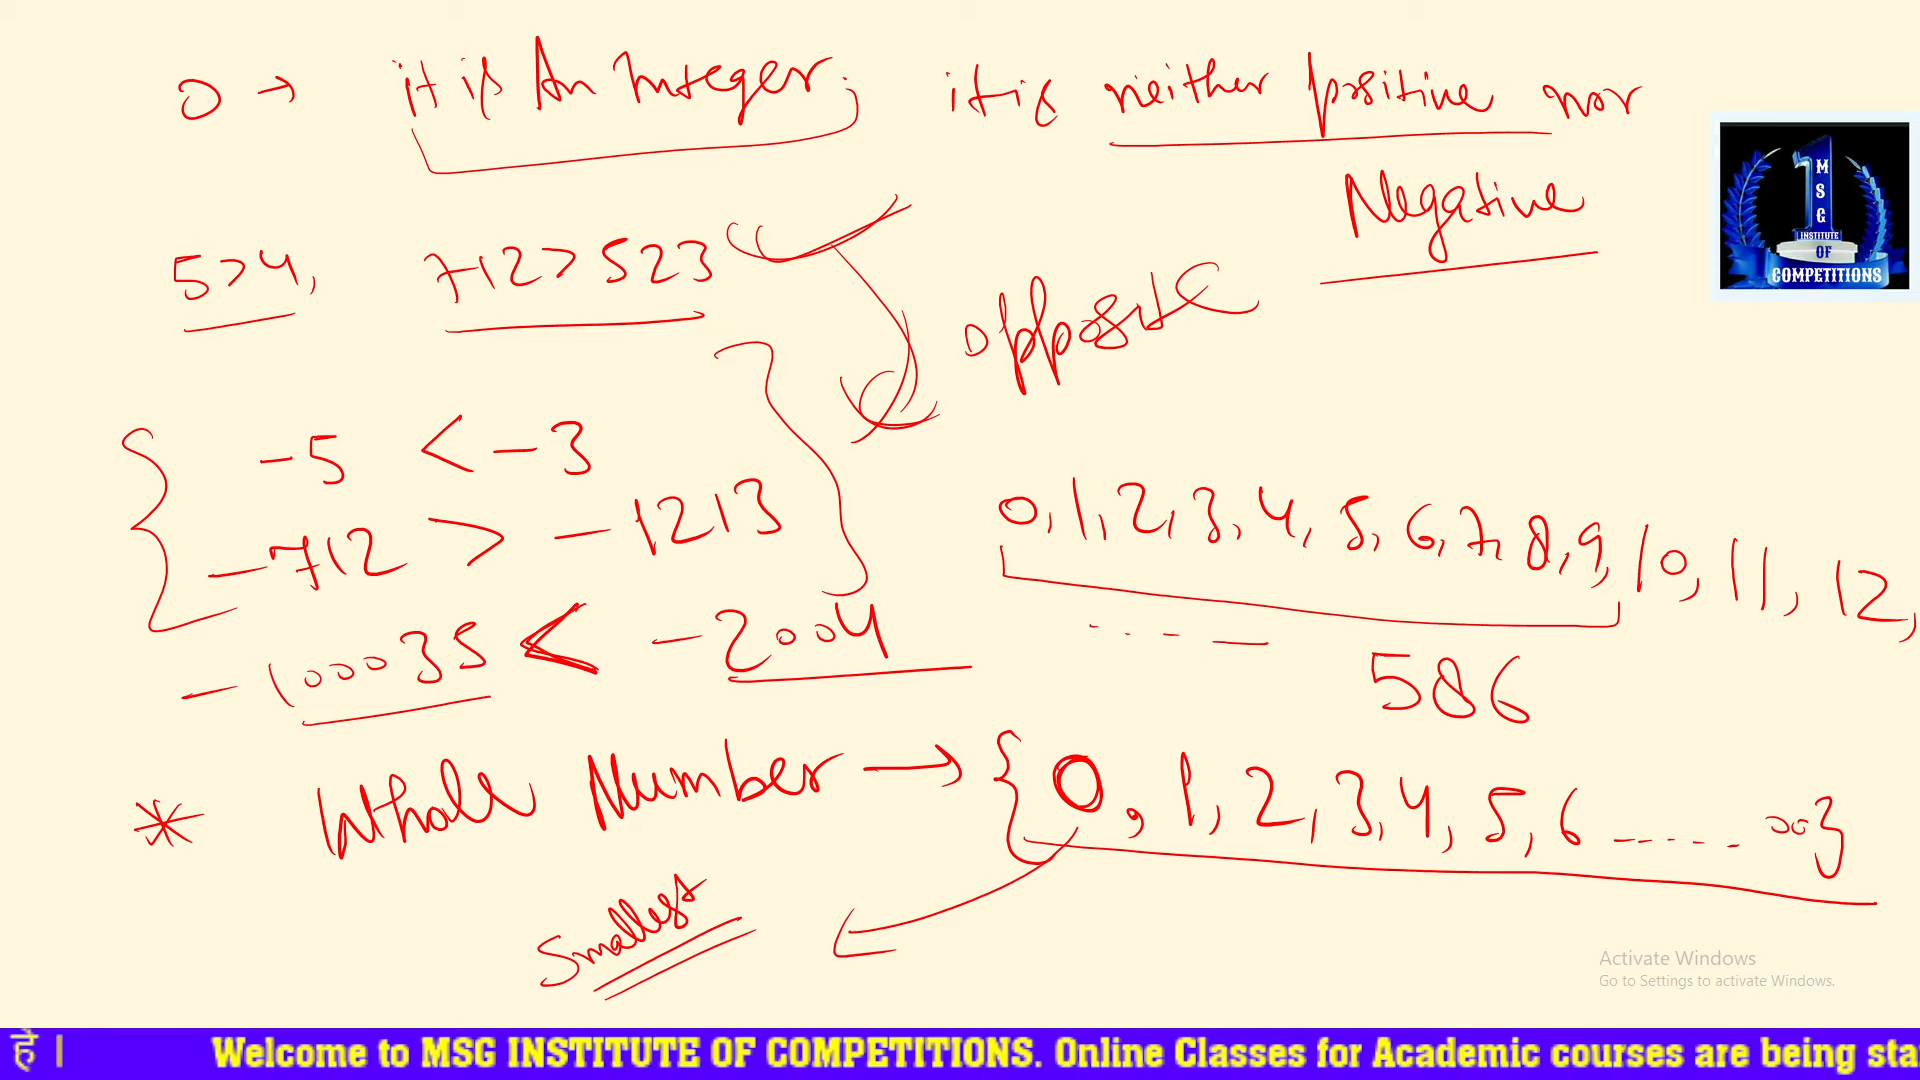 0 → it is An Integer; it is neither positive nor
Negative
5>4, 712>523
opposite
-5 < -3
-712 > -1213
0,1,2,3,4,5,6,7,8,9,10,11,12,
-100035 < -2004
586
* Whole Number → {0,1,2,3,4,5,6 ..... ∞}
Smallest
1
MSG
INSTITUTE
OF
COMPETITIONS
Activate Windows
Go to Settings to activate Windows.
है | Welcome to MSG INSTITUTE OF COMPETITIONS. Online Classes for Academic courses are being sta